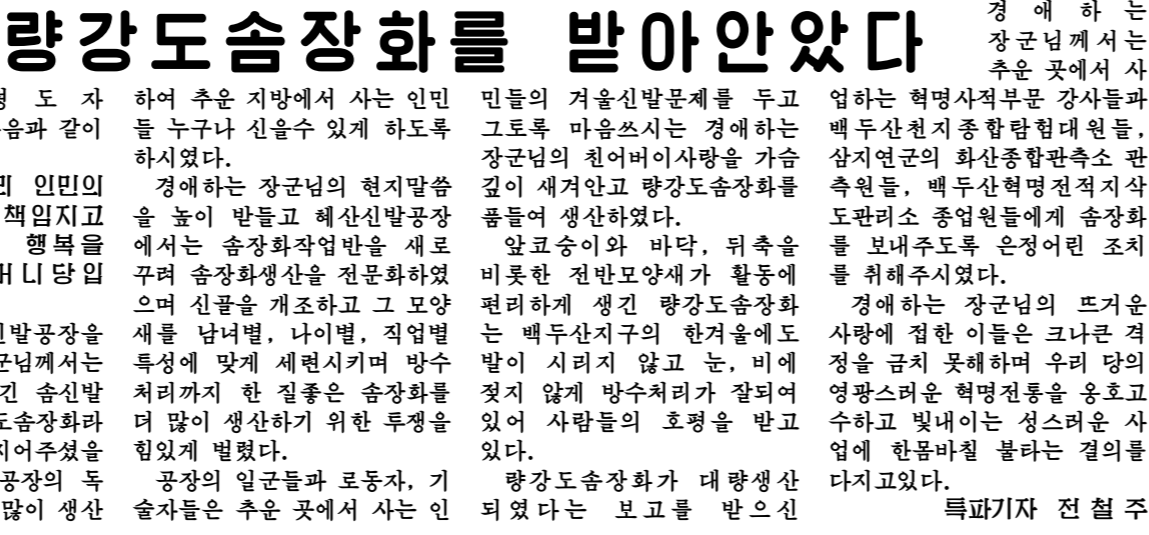 량강도솜장화를 받아안았다
도 자
같이
인민의
책임지고
행복을
공장의 독
많이 생산
하여 추운 지방에서 사는 인민
들 누구나 신을수 있게 하도록
하시였다.
경애하는 장군님의 현지말씀
을 높이 받들고 혜산신발공장
에서는 솜장화작업반을 새로
꾸려 솜장화생산을 전문화하였
으며 신골을 개조하고 그 모양
새를 남녀별, 나이별, 직업별
특성에 맞게 세련시키며 방수
처리까지 한 질좋은 솜장화를
더 많이 생산하기 위한 투쟁을
힘있게 벌렸다.
공장의 일군들과 로동자, 기
술자들은 추운 곳에서 사는 인
민들의 겨울신발문제를 두고
그토록 마음쓰시는 경애하는
장군님의 친어버이사랑을 가슴
깊이 새겨안고 량강도솜장화를
품들여 생산하였다.
앞코숭이와 바닥, 뒤축을
비롯한 전반모양새가 활동에
편리하게 생긴 량강도솜장화
는 백두산지구의 한겨울에도
발이 시리지 않고 눈, 비에
젖지 않게 방수처리가 잘되여
있어 사람들의 호평을 받고
있다.
량강도솜장화가 대량생산
되였다는 보고를 받으신
경애하는
장군님께서는
추운 곳에서 사
업하는 혁명사적부문 강사들과
백두산천지종합탐험대원들,
삼지연군의 화산종합관측소 관
측원들, 백두산혁명전적지삭
도관리소 종업원들에게 솜장화
를 보내주도록 은정어린 조치
를 취해주시였다.
경애하는 장군님의 뜨거운
사랑에 접한 이들은 크나큰 격
정을 금치 못해하며 우리 당의
영광스러운 혁명전통을 옹호고
수하고 빛내이는 성스러운 사
업에 한몸바칠 불타는 결의를
다지고있다.
특파기자 전철주